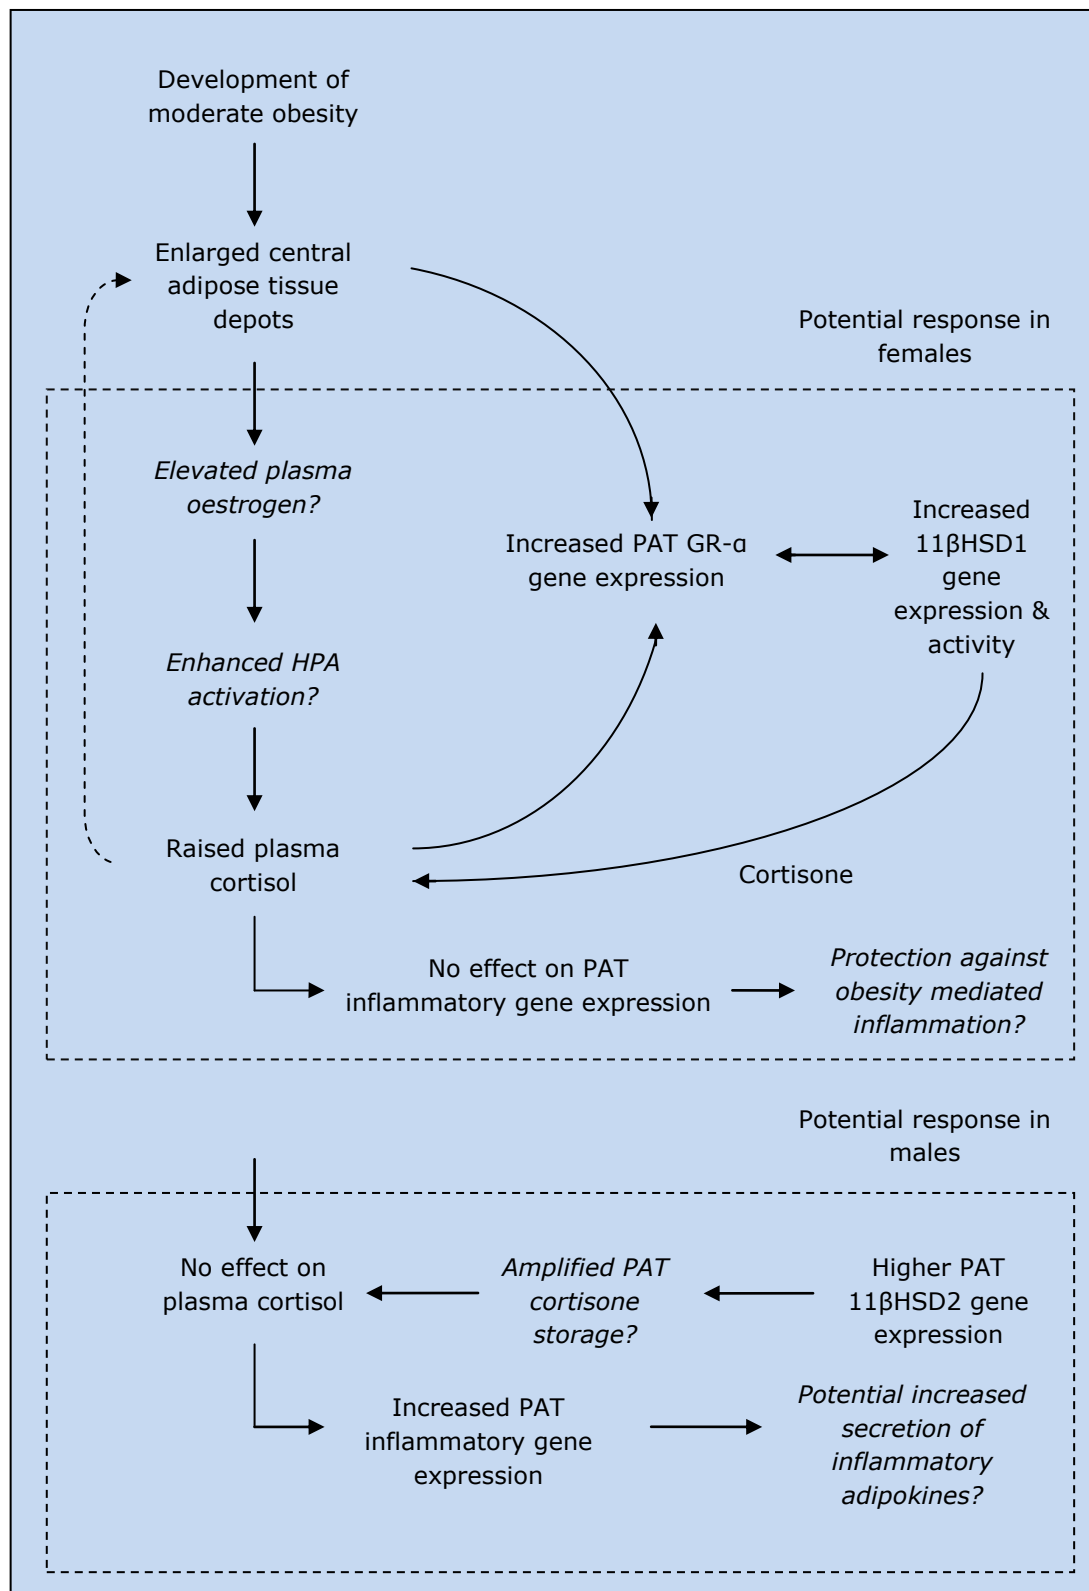 Development of
moderate obesity
Enlarged central
adipose tissue
depots
Potential response in
females
Elevated plasma
oestrogen?
Increased PAT GR-α
gene expression
Increased
11βHSD1
gene
expression &
activity
Enhanced HPA
activation?
Raised plasma
cortisol
Cortisone
No effect on PAT
inflammatory gene expression
Protection against
obesity mediated
inflammation?
Potential response in
males
No effect on
plasma cortisol
Amplified PAT
cortisone
storage?
Higher PAT
11βHSD2 gene
expression
Increased PAT
inflammatory gene
expression
Potential increased
secretion of
inflammatory
adipokines?